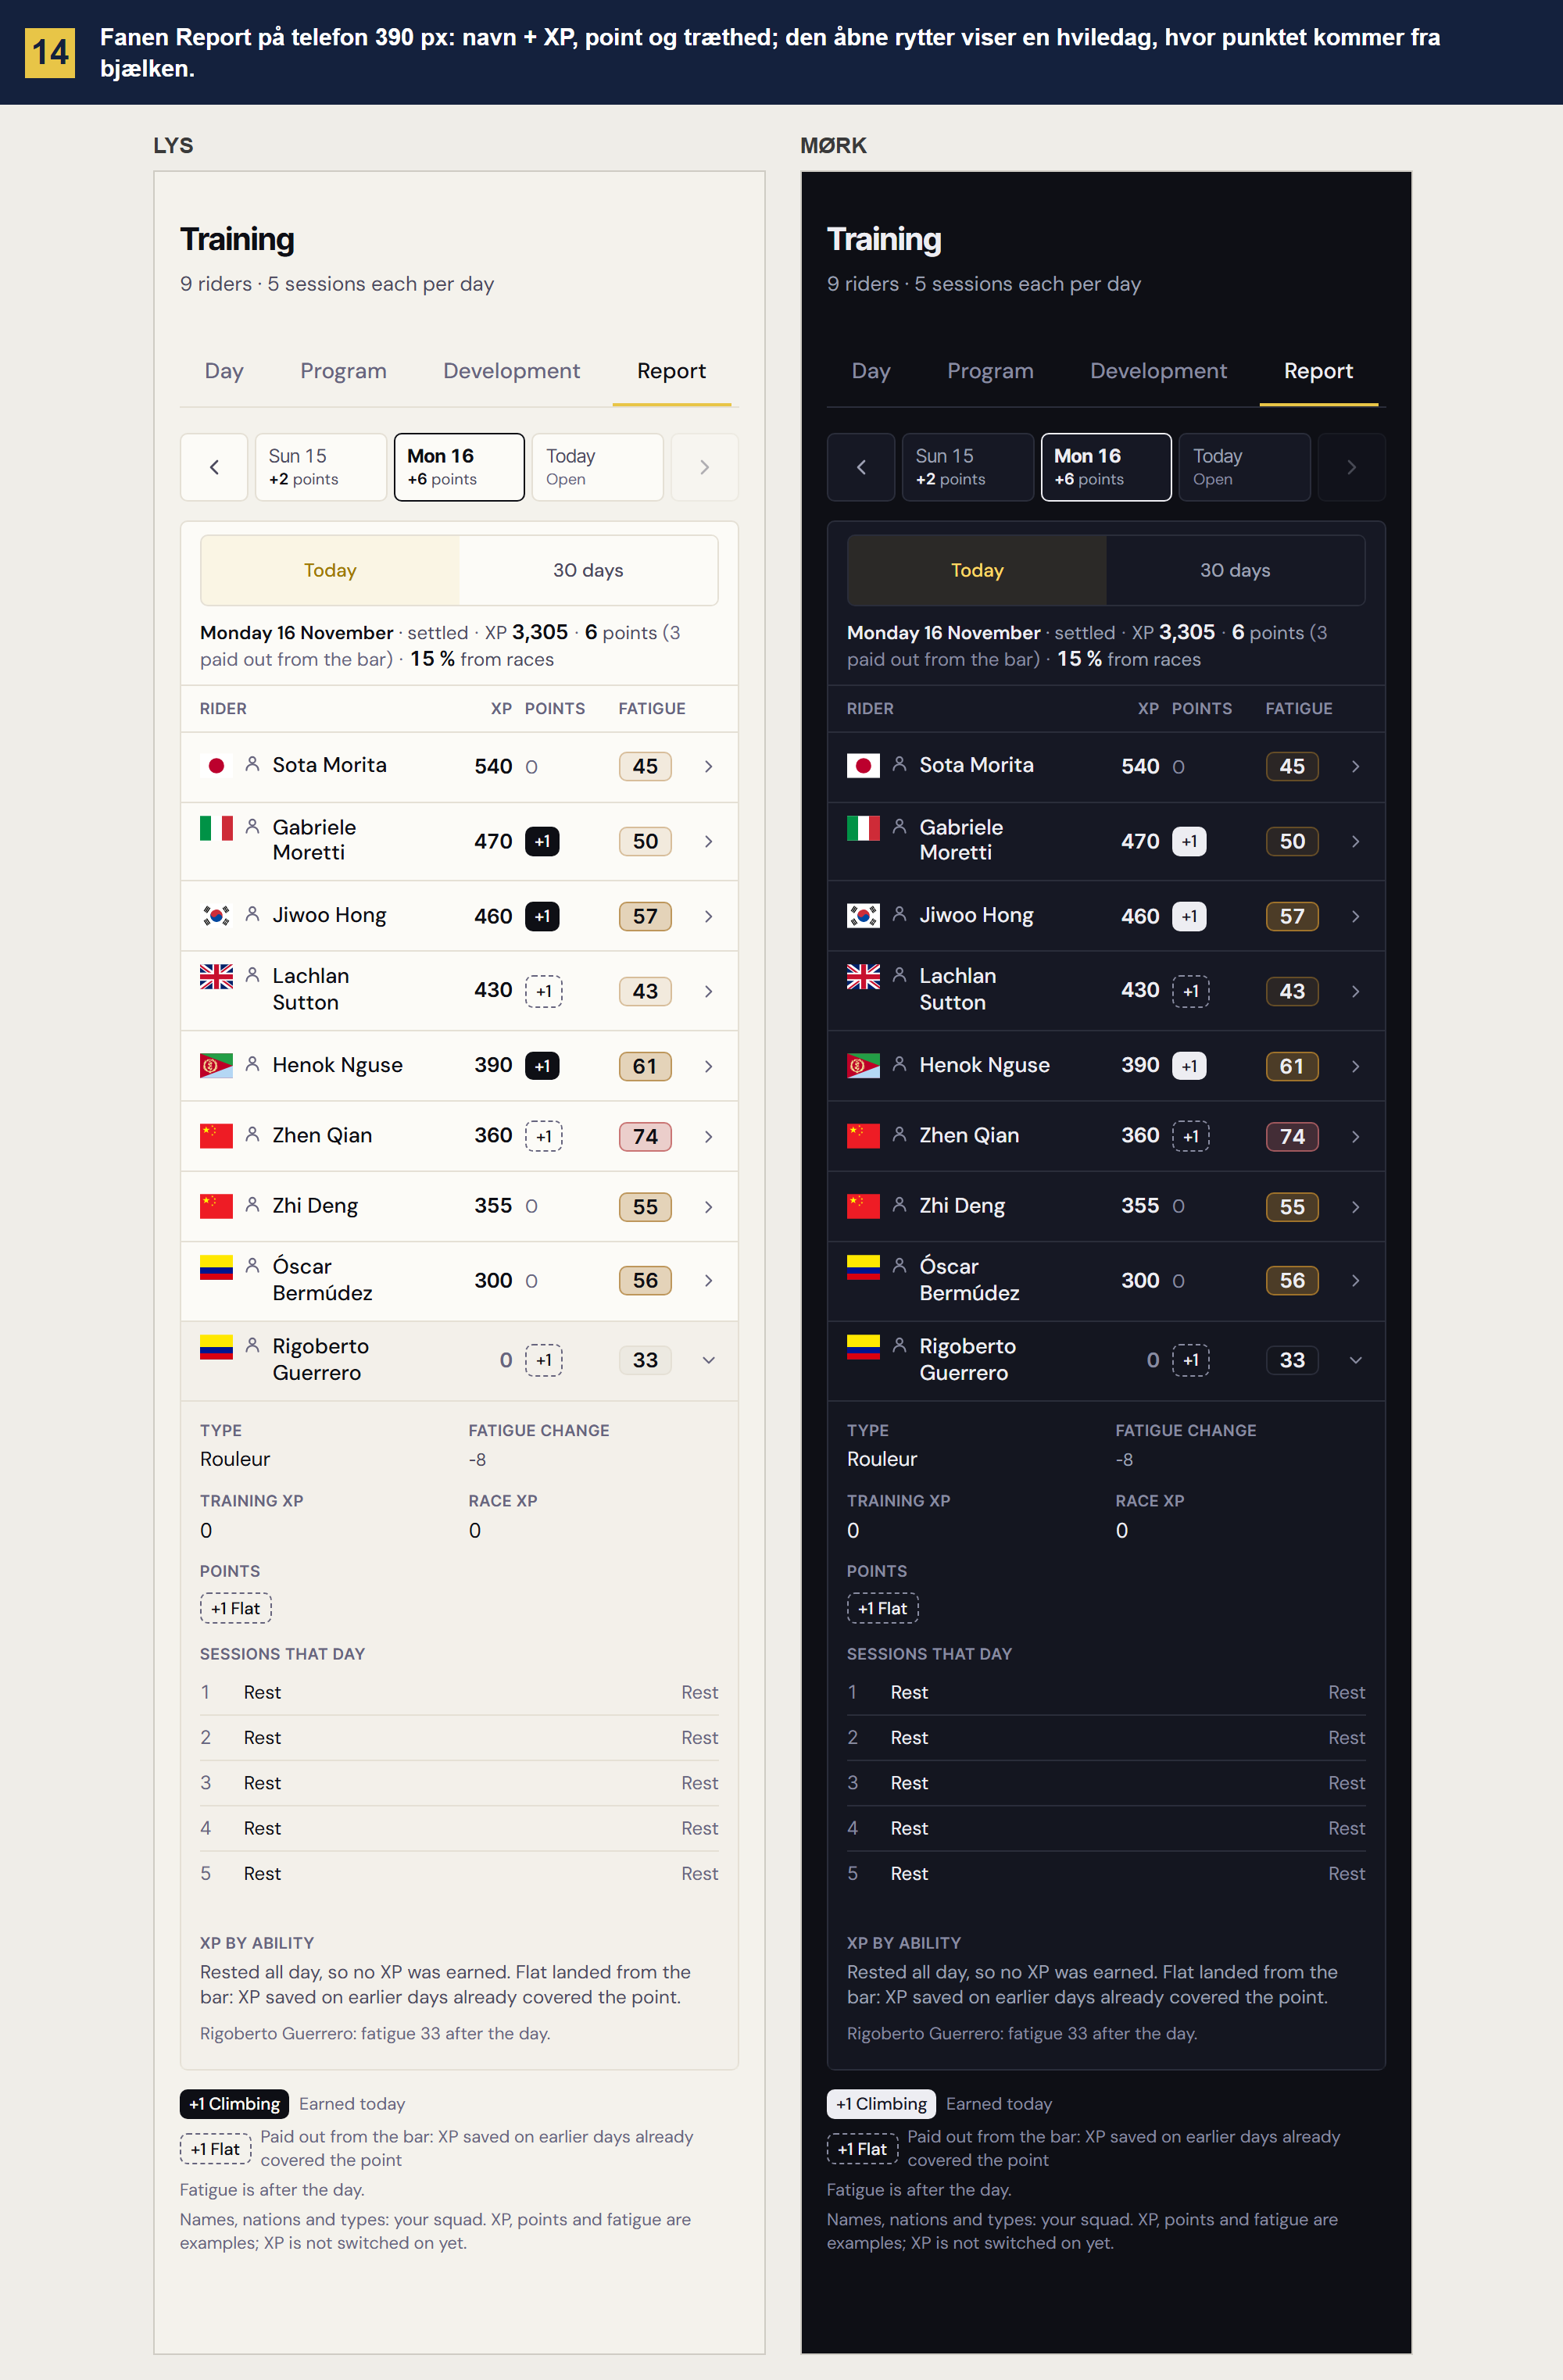 14
Fanen Report på telefon 390 px: navn + XP, point og træthed; den åbne rytter viser en hviledag, hvor punktet kommer fra
bjælken.
LYS
Training
9 riders · 5 sessions each per day
Day Program Development Report
Sun 15 Mon 16 Today
+2 points +6 points Open
Today 30 days
Monday 16 November · settled · XP 3,305 · 6 points (3
paid out from the bar) · 15 % from races
RIDER XP POINTS FATIGUE
Sota Morita 540 0 45
Gabriele
Moretti 470 +1 50
Jiwoo Hong 460 +1 57
Lachlan
Sutton 430 +1 43
Henok Nguse 390 +1 61
Zhen Qian 360 +1 74
Zhi Deng 355 0 55
Óscar
Bermúdez 300 0 56
Rigoberto
Guerrero 0 +1 33
TYPE FATIGUE CHANGE
Rouleur -8
TRAINING XP RACE XP
0 0
POINTS
+1 Flat
SESSIONS THAT DAY
1 Rest Rest
2 Rest Rest
3 Rest Rest
4 Rest Rest
5 Rest Rest
XP BY ABILITY
Rested all day, so no XP was earned. Flat landed from the
bar: XP saved on earlier days already covered the point.
Rigoberto Guerrero: fatigue 33 after the day.
+1 Climbing Earned today
+1 Flat Paid out from the bar: XP saved on earlier days already
covered the point
Fatigue is after the day.
Names, nations and types: your squad. XP, points and fatigue are
examples; XP is not switched on yet.
MØRK
Training
9 riders · 5 sessions each per day
Day Program Development Report
Sun 15 Mon 16 Today
+2 points +6 points Open
Today 30 days
Monday 16 November · settled · XP 3,305 · 6 points (3
paid out from the bar) · 15 % from races
RIDER XP POINTS FATIGUE
Sota Morita 540 0 45
Gabriele
Moretti 470 +1 50
Jiwoo Hong 460 +1 57
Lachlan
Sutton 430 +1 43
Henok Nguse 390 +1 61
Zhen Qian 360 +1 74
Zhi Deng 355 0 55
Óscar
Bermúdez 300 0 56
Rigoberto
Guerrero 0 +1 33
TYPE FATIGUE CHANGE
Rouleur -8
TRAINING XP RACE XP
0 0
POINTS
+1 Flat
SESSIONS THAT DAY
1 Rest Rest
2 Rest Rest
3 Rest Rest
4 Rest Rest
5 Rest Rest
XP BY ABILITY
Rested all day, so no XP was earned. Flat landed from the
bar: XP saved on earlier days already covered the point.
Rigoberto Guerrero: fatigue 33 after the day.
+1 Climbing Earned today
+1 Flat Paid out from the bar: XP saved on earlier days already
covered the point
Fatigue is after the day.
Names, nations and types: your squad. XP, points and fatigue are
examples; XP is not switched on yet.